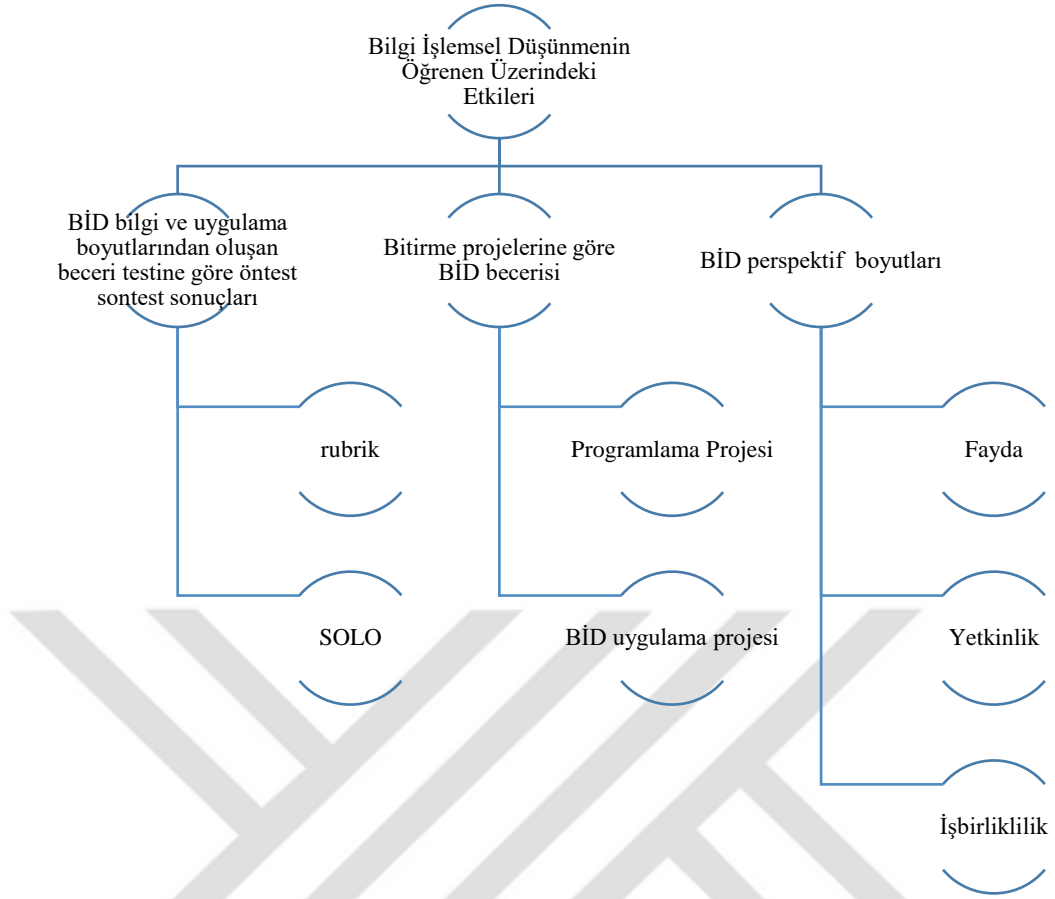 Bilgi İşlemsel Düşünmenin
Öğrenen Üzerindeki
Etkileri
BİD bilgi ve uygulama
boyutlarından oluşan
beceri testine göre öntest
sontest sonuçları
Bitirme projelerine göre
BİD becerisi
BİD perspektif boyutları
rubrik
Programlama Projesi
Fayda
SOLO
BİD uygulama projesi
Yetkinlik
İşbirliklilik